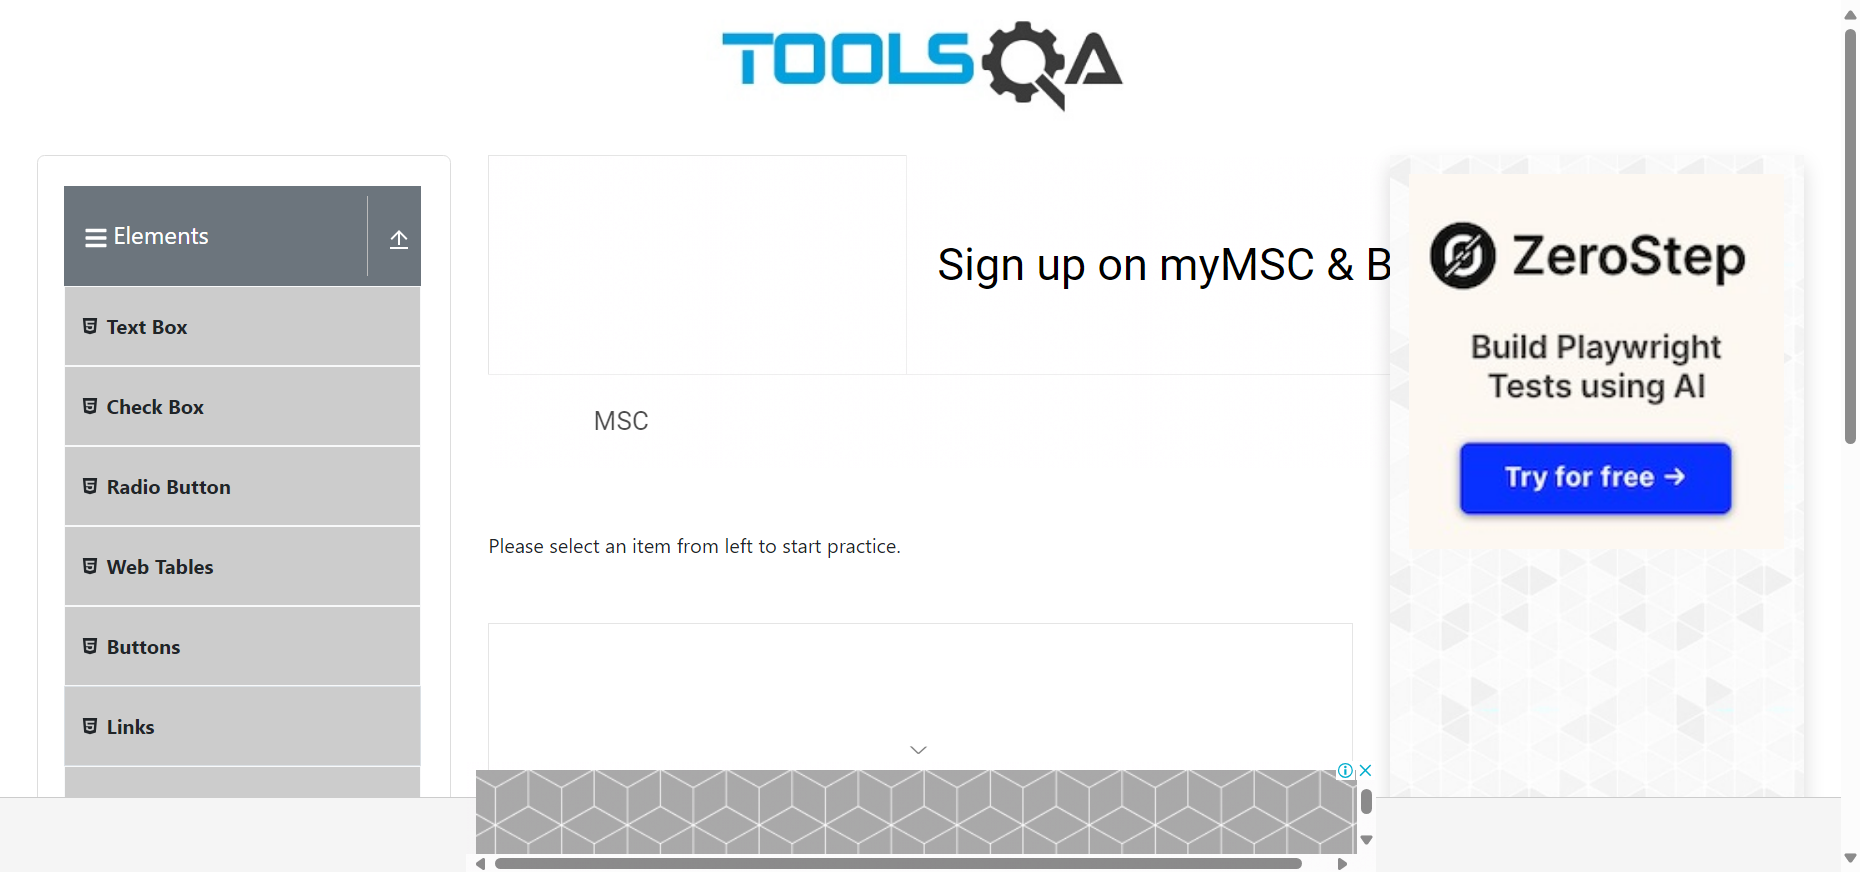 TOOLSQA
Elements
Text Box
Check Box
Radio Button
Web Tables
Buttons
Links
Sign up on myMSC & B
MSC
Please select an item from left to start practice.
ZeroStep
Build Playwright
Tests using AI
Try for free →